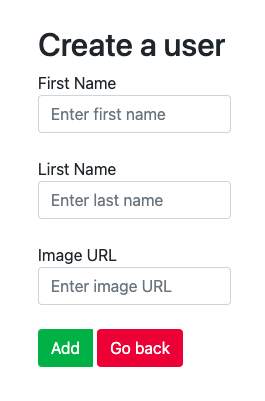 Create a user
First Name
Enter first name
Lirst Name
Enter last name
Image URL
Enter image URL
Add Go back